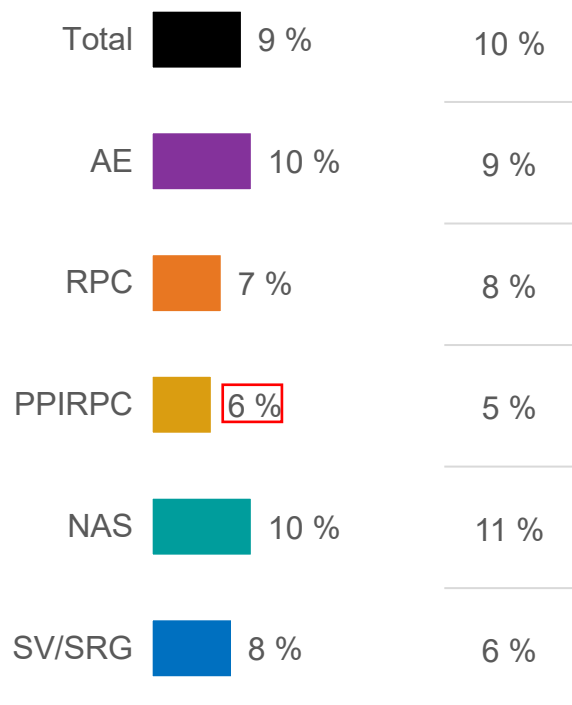 Total 9 % 10 %
AE 10 % 9 %
RPC 7 % 8 %
PPIRPC 6 % 5 %
NAS 10 % 11 %
SV/SRG 8 % 6 %